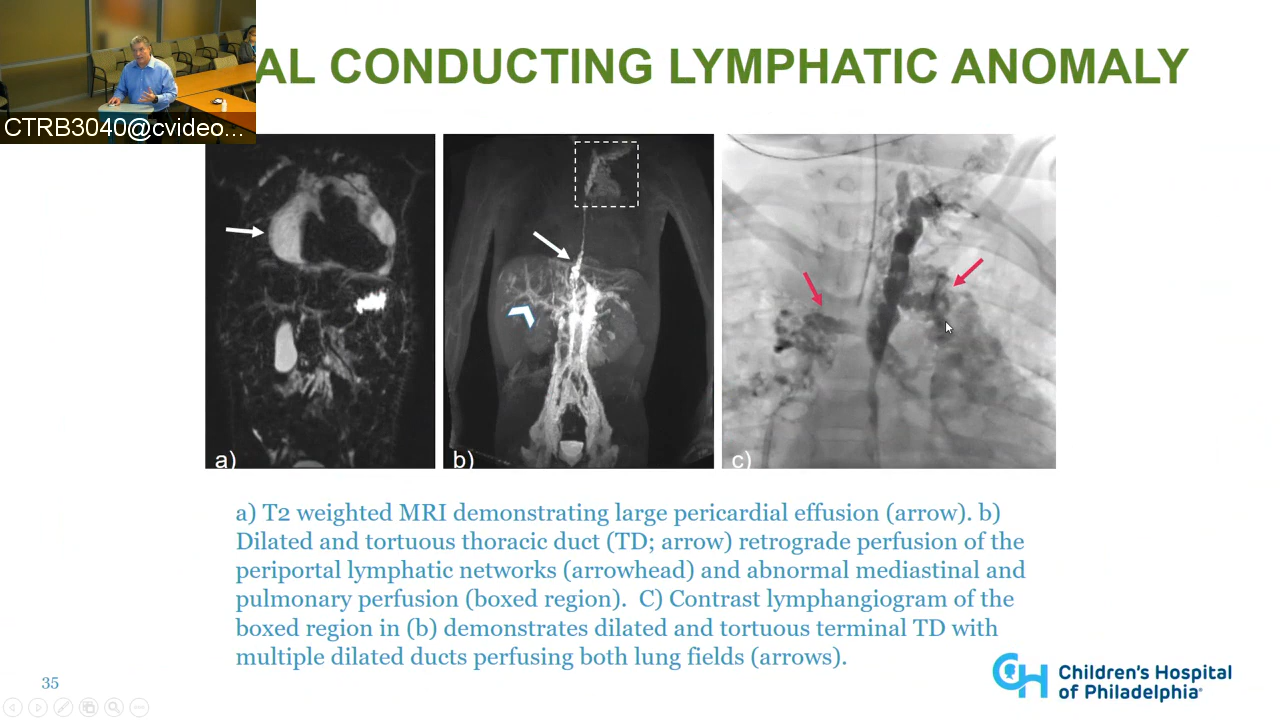 AL CONDUCTING LYMPHATIC ANOMALY
CTRB3040@cvideo...
a)
b)
c)
a) T2 weighted MRI demonstrating large pericardial effusion (arrow). b)
Dilated and tortuous thoracic duct (TD; arrow) retrograde perfusion of the
periportal lymphatic networks (arrowhead) and abnormal mediastinal and
pulmonary perfusion (boxed region).  C) Contrast lymphangiogram of the
boxed region in (b) demonstrates dilated and tortuous terminal TD with
multiple dilated ducts perfusing both lung fields (arrows).
35
CH
Children's Hospital
of Philadelphia